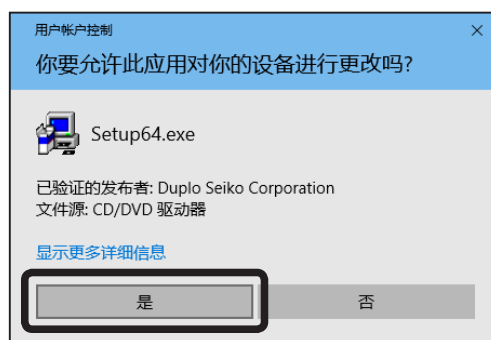 用户帐户控制
你要允许此应用对你的设备进行更改吗?
Setup64.exe
已验证的发布者: Duplo Seiko Corporation
文件源: CD/DVD 驱动器
显示更多详细信息
是
否